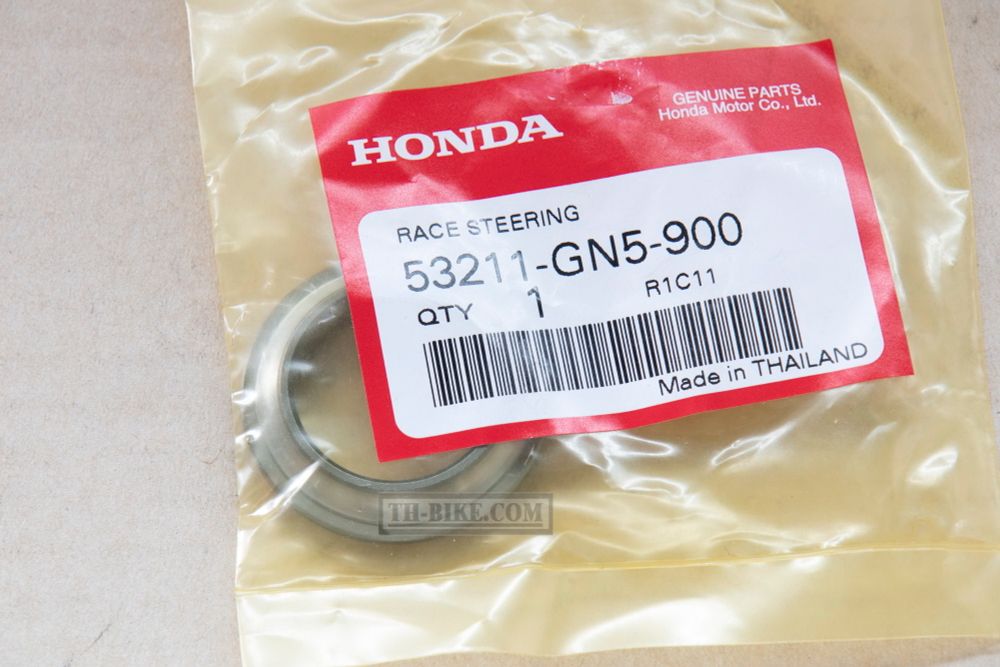 HONDA
GENUINE PARTS
Honda Motor Co., Ltd.
RACE STEERING
53211-GN5-900
QTY 1 R1C11
Made in THAILAND
TH-BIKE.COM